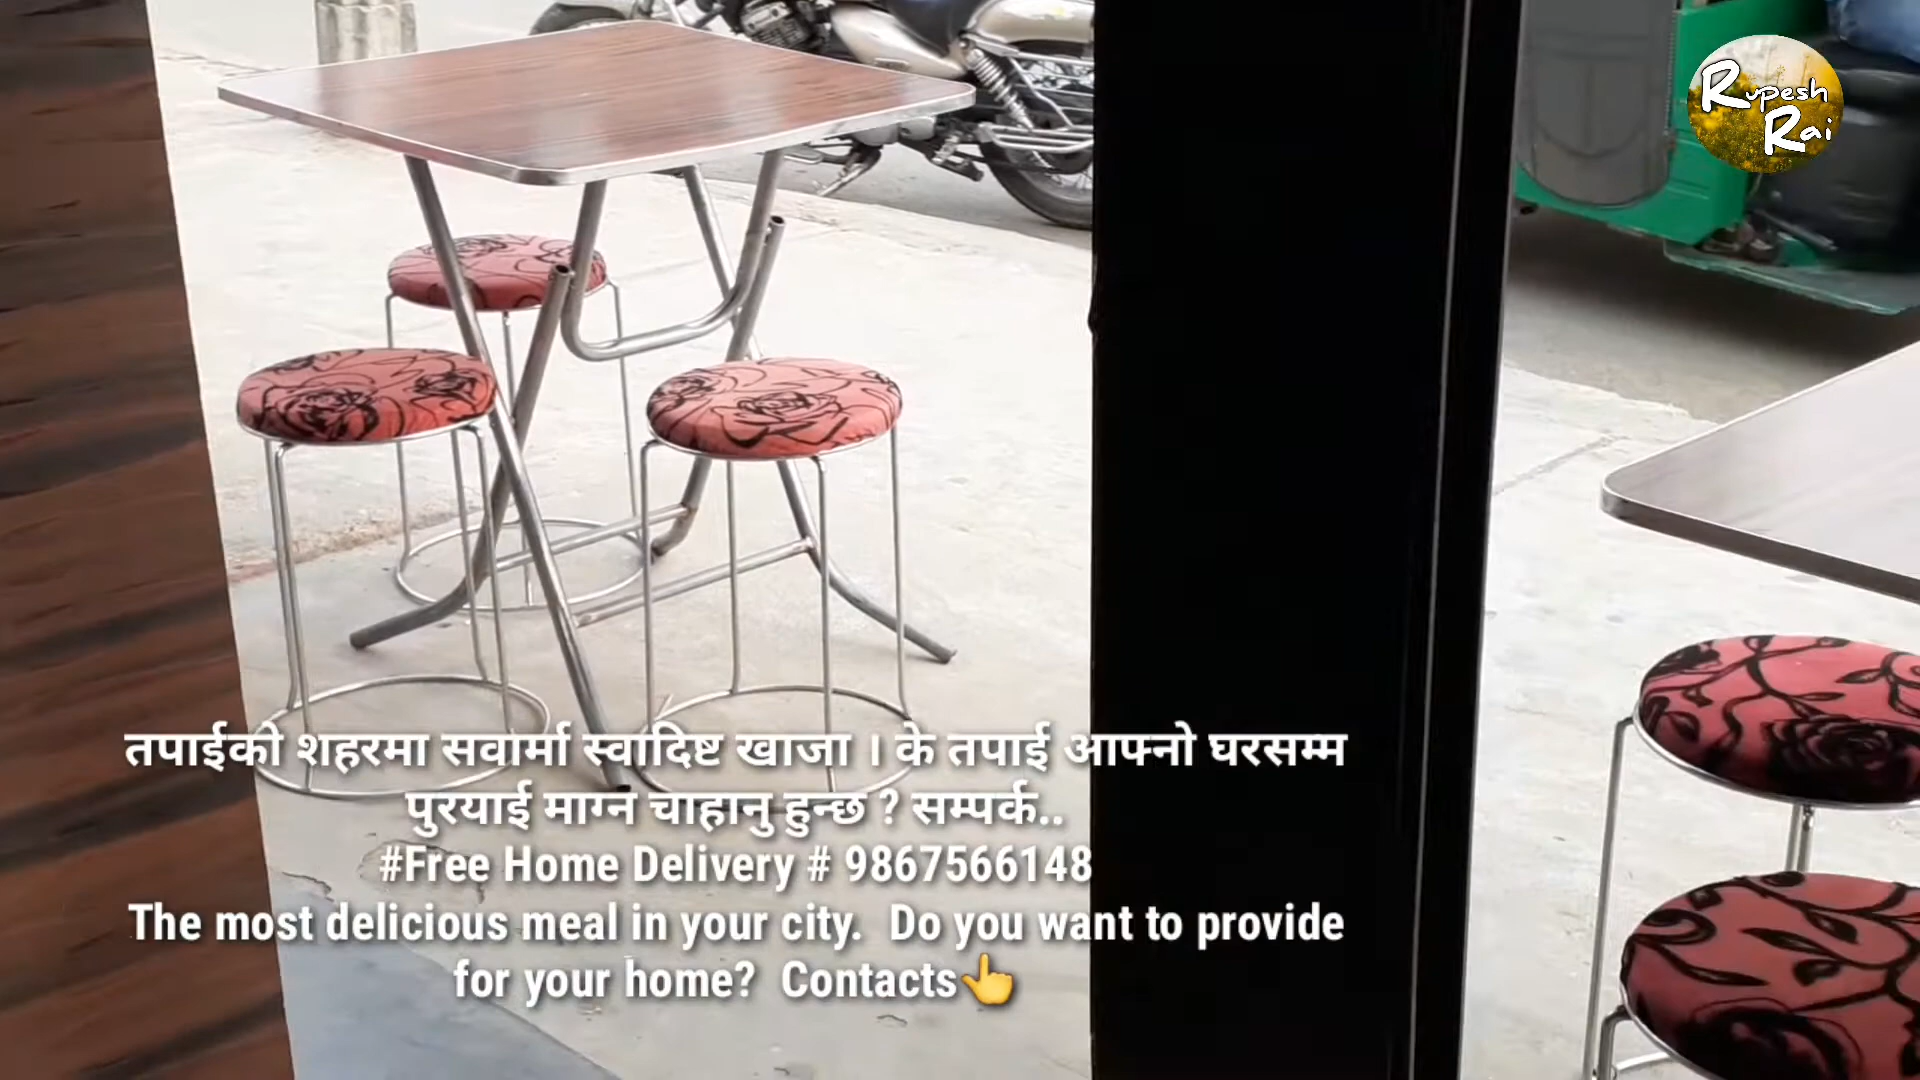 Rupesh
Rai
तपाईको शहरमा सवार्मा स्वादिष्ट खाजा । के तपाई आफ्नो घरसम्म
पुरयाई माग्न चाहानु हुन्छ ? सम्पर्क..
#Free Home Delivery # 9867566148
The most delicious meal in your city. Do you want to provide
for your home? Contacts👆